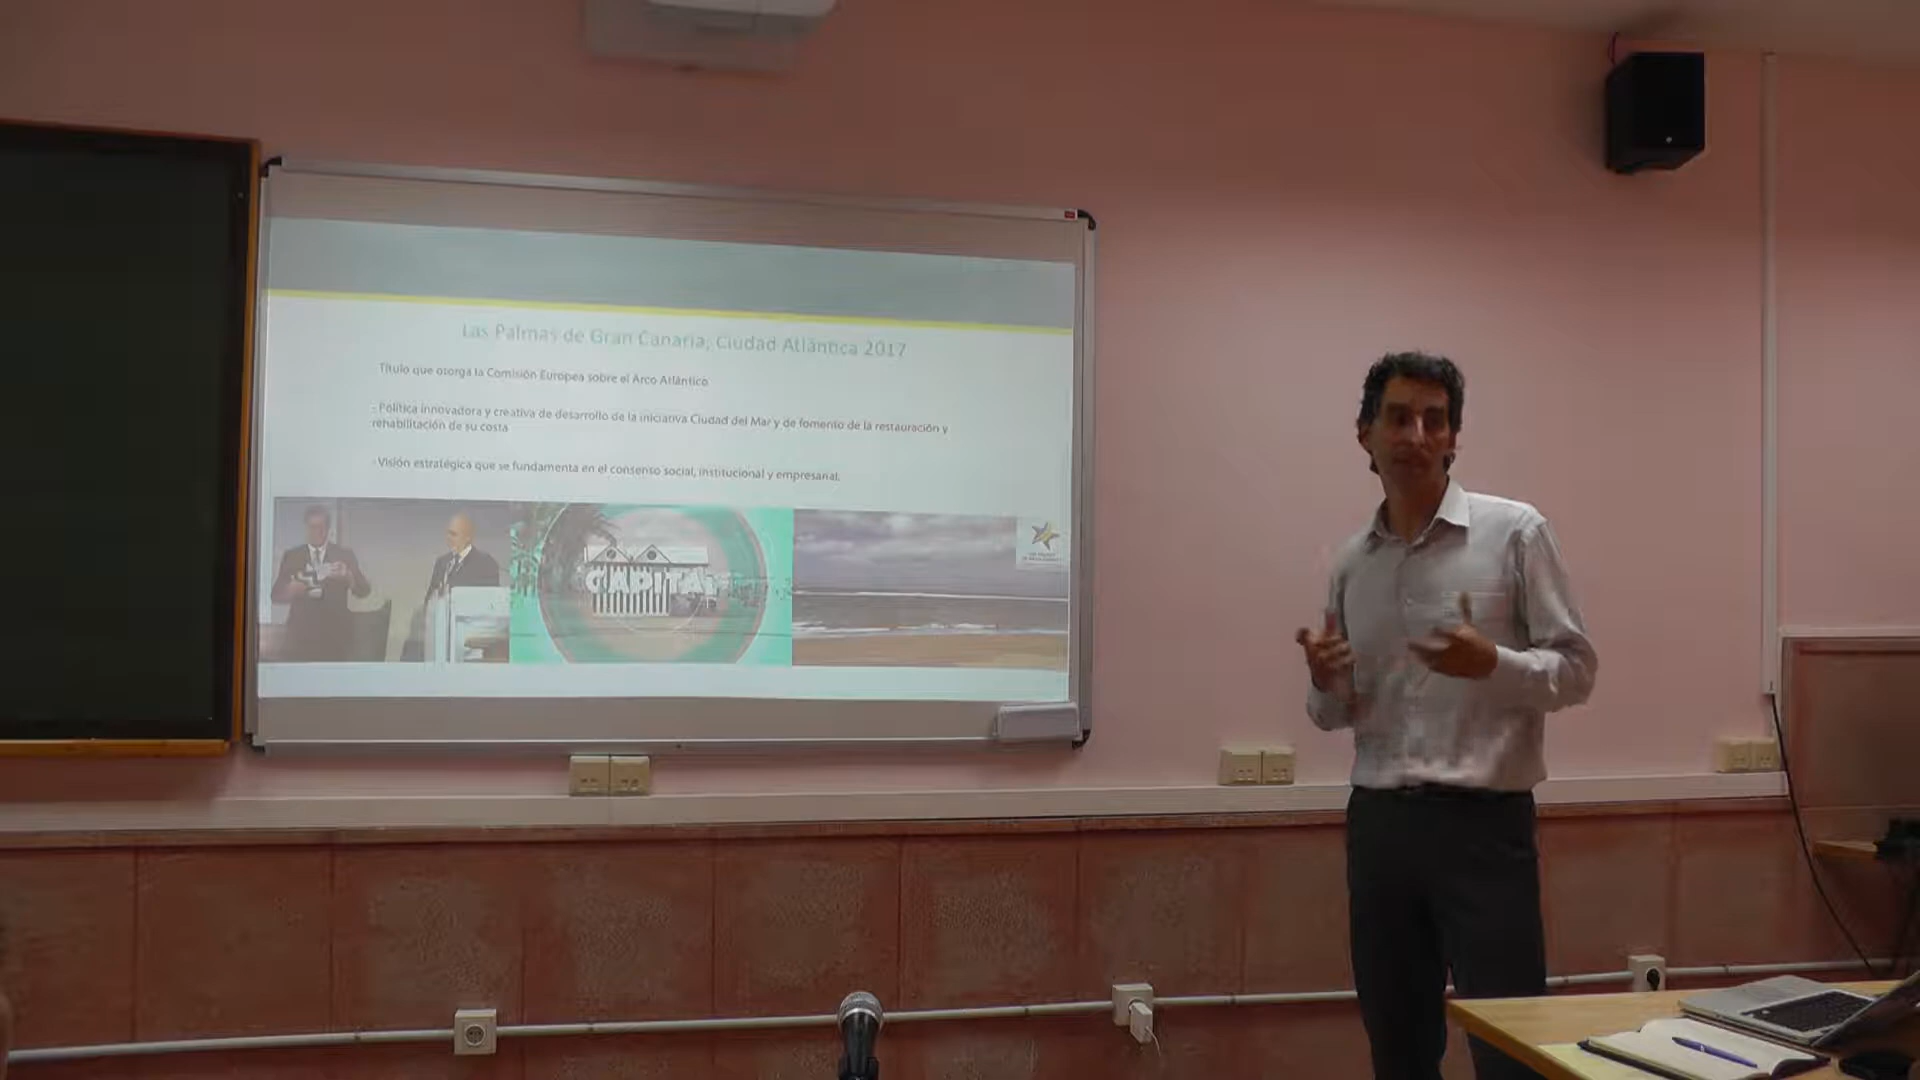 Las Palmas de Gran Canaria, Ciudad Atlántica 2017
Título que otorga la Comisión Europea sobre el Arco Atlántico
- Política innovadora y creativa de desarrollo de la iniciativa Ciudad del Mar y de fomento de la restauración y
rehabilitación de su costa
- Visión estratégica que se fundamenta en el consenso social, institucional y empresarial.
CAPITAL